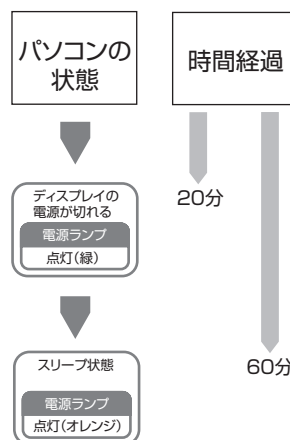 パソコンの
状態
時間経過
ディスプレイの
電源が切れる
電源ランプ
点灯（緑）
20分
スリープ状態
電源ランプ
点灯（オレンジ）
60分